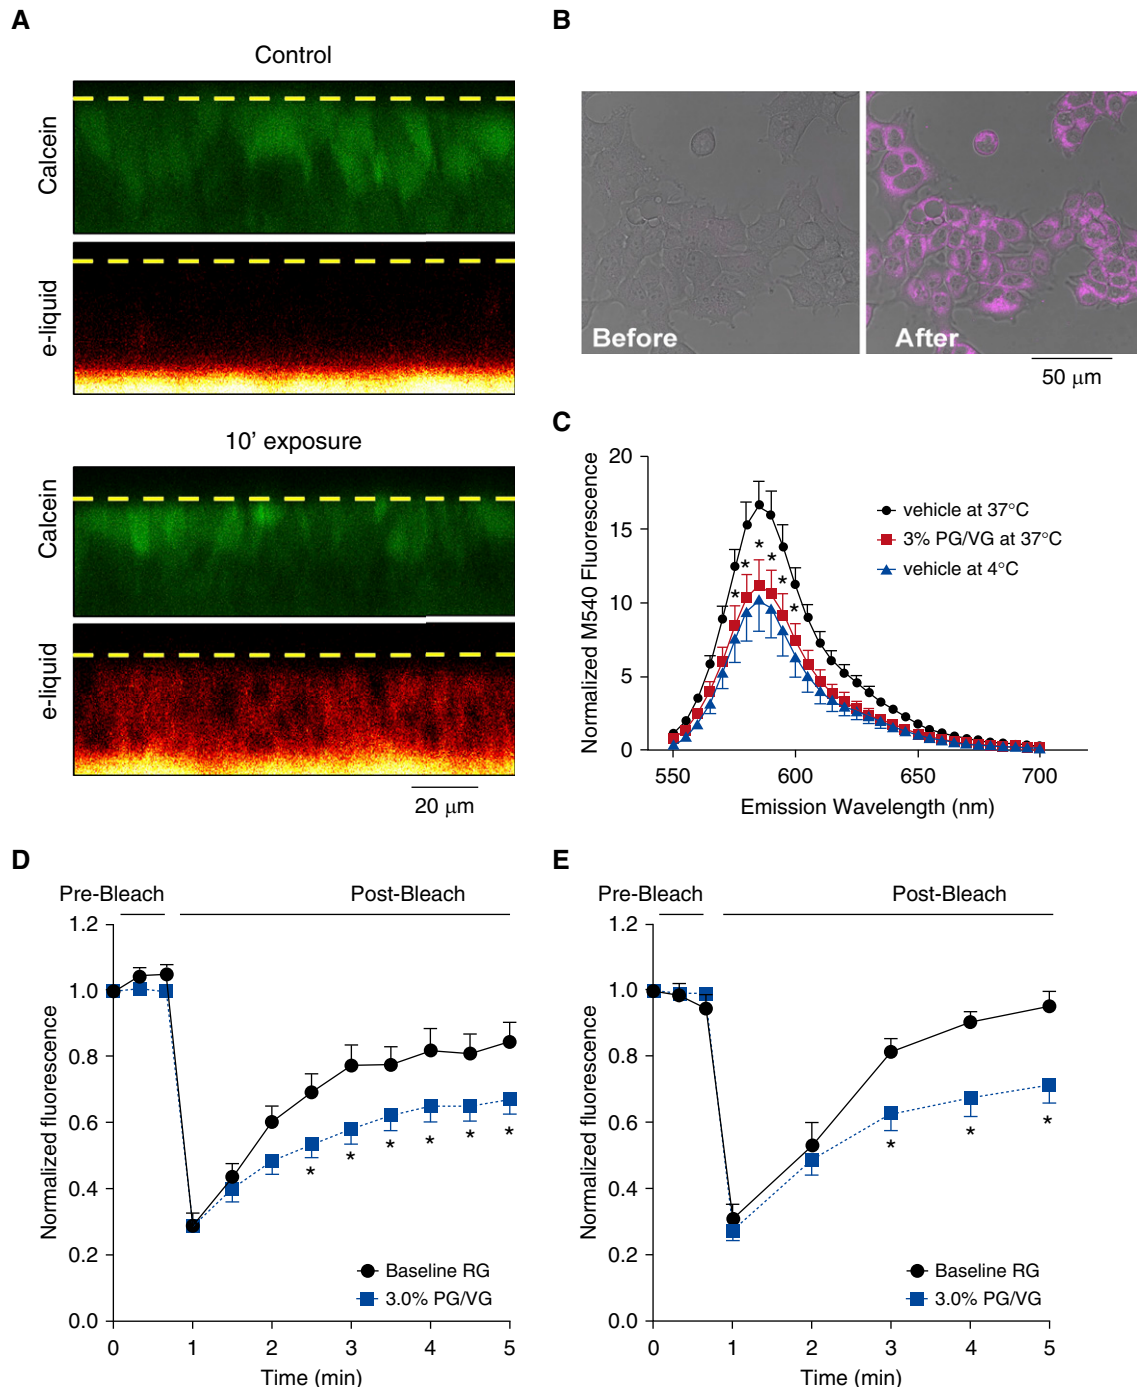 A
Control
Calcein
e-liquid
10' exposure
Calcein
e-liquid
20 μm
B
Before
After
50 μm
C
Normalized M540 Fluorescence
20
15
10
5
0
550
600
650
700
Emission Wavelength (nm)
vehicle at 37°C
3% PG/VG at 37°C
vehicle at 4°C
* * * * * *
D
Pre-Bleach
Post-Bleach
Normalized fluorescence
1.2
1.0
0.8
0.6
0.4
0.2
0.0
0 1 2 3 4 5
Time (min)
Baseline RG
3.0% PG/VG
* * * * * *
E
Pre-Bleach
Post-Bleach
Normalized fluorescence
1.2
1.0
0.8
0.6
0.4
0.2
0.0
0 1 2 3 4 5
Time (min)
Baseline RG
3.0% PG/VG
* * *